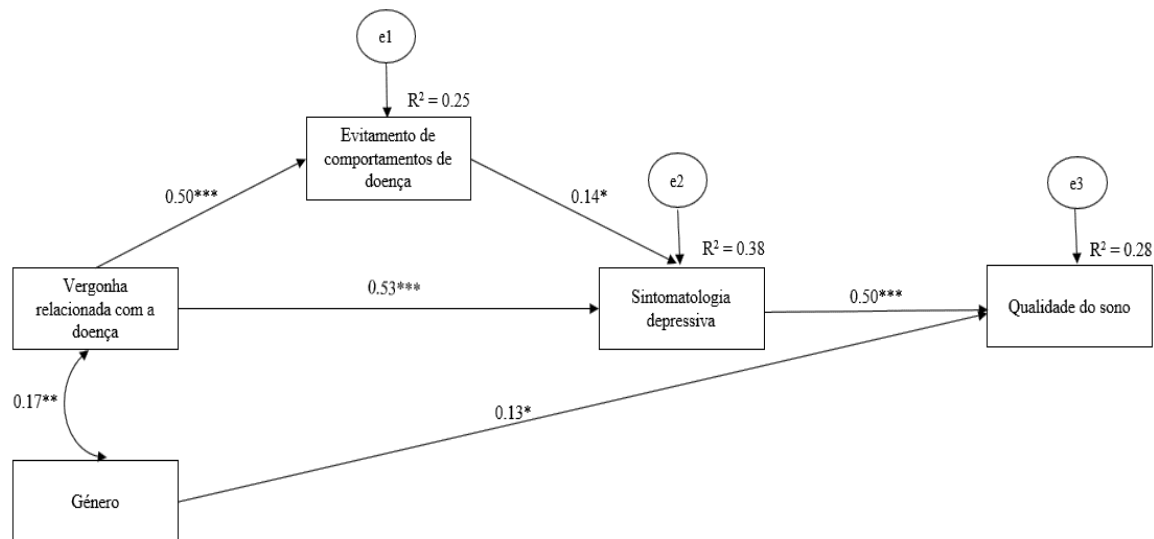 e1
R² = 0.25
Evitamento de
comportamentos de
doença
0.50***
0.14*
e2
R² = 0.38
e3
R² = 0.28
Vergonha
relacionada com a
doença
0.53***
Sintomatologia
depressiva
0.50***
Qualidade do sono
0.17**
0.13*
Género